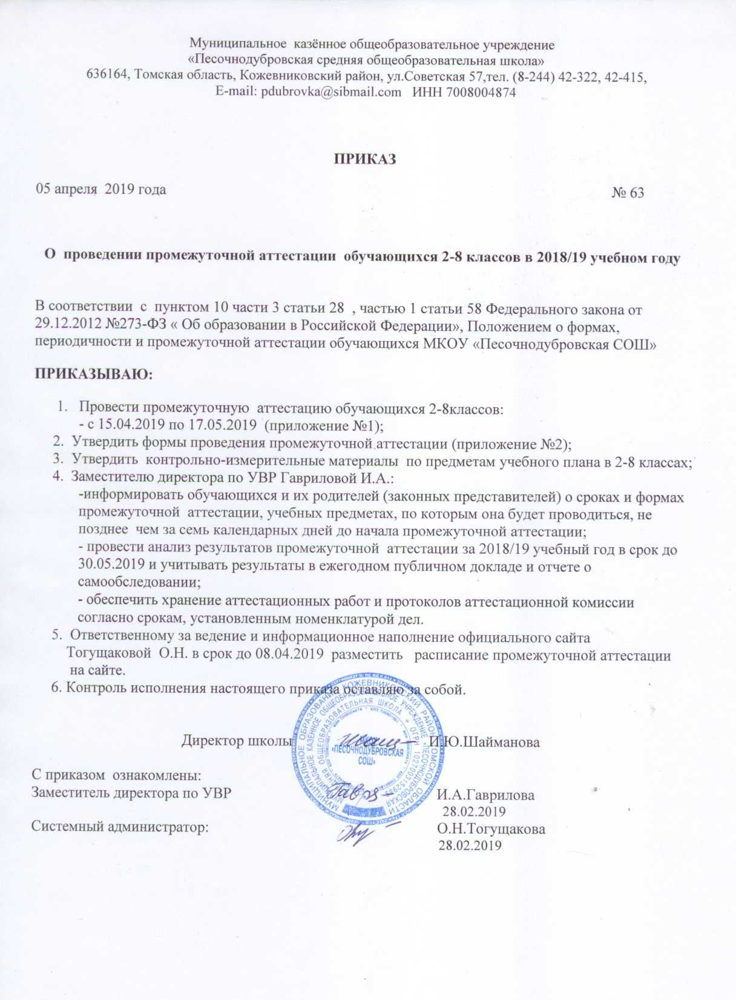 Муниципальное казённое общеобразовательное учреждение
«Песочнодубровская средняя общеобразовательная школа»
636164, Томская область, Кожевниковский район, ул.Советская 57,тел. (8-244) 42-322, 42-415,
E-mail: pdubrovka@sibmail.com ИНН 7008004874
ПРИКАЗ
05 апреля 2019 года № 63
О проведении промежуточной аттестации обучающихся 2-8 классов в 2018/19 учебном году
В соответствии с пунктом 10 части 3 статьи 28 , частью 1 статьи 58 Федерального закона от
29.12.2012 №273-ФЗ « Об образовании в Российской Федерации», Положением о формах,
периодичности и промежуточной аттестации обучающихся МКОУ «Песочнодубровская СОШ»
ПРИКАЗЫВАЮ:
1. Провести промежуточную аттестацию обучающихся 2-8классов:
- с 15.04.2019 по 17.05.2019 (приложение №1);
2. Утвердить формы проведения промежуточной аттестации (приложение №2);
3. Утвердить контрольно-измерительные материалы по предметам учебного плана в 2-8 классах;
4. Заместителю директора по УВР Гавриловой И.А.:
-информировать обучающихся и их родителей (законных представителей) о сроках и формах
промежуточной аттестации, учебных предметах, по которым она будет проводиться, не
позднее чем за семь календарных дней до начала промежуточной аттестации;
- провести анализ результатов промежуточной аттестации за 2018/19 учебный год в срок до
30.05.2019 и учитывать результаты в ежегодном публичном докладе и отчете о
самообследовании;
- обеспечить хранение аттестационных работ и протоколов аттестационной комиссии
согласно срокам, установленным номенклатурой дел.
5. Ответственному за ведение и информационное наполнение официального сайта
Тогущаковой О.Н. в срок до 08.04.2019 разместить расписание промежуточной аттестации
на сайте.
6. Контроль исполнения настоящего приказа оставляю за собой.
Директор школы И.Ю.Шайманова
МУНИЦИПАЛЬНОЕ ОБРАЗОВАНИЕ КОЖЕВНИКОВСКИЙ РАЙОН ТОМСКОЙ ОБЛАСТИ
МУНИЦИПАЛЬНОЕ КАЗЁННОЕ ОБЩЕОБРАЗОВАТЕЛЬНОЕ УЧРЕЖДЕНИЕ «ПЕСОЧНОДУБРОВСКАЯ
СРЕДНЯЯ ОБЩЕОБРАЗОВАТЕЛЬНАЯ ШКОЛА» ОГРН
«ПЕСОЧНОДУБРОВСКАЯ
СОШ»
С приказом ознакомлены:
Заместитель директора по УВР И.А.Гаврилова
28.02.2019
Системный администратор: О.Н.Тогущакова
28.02.2019